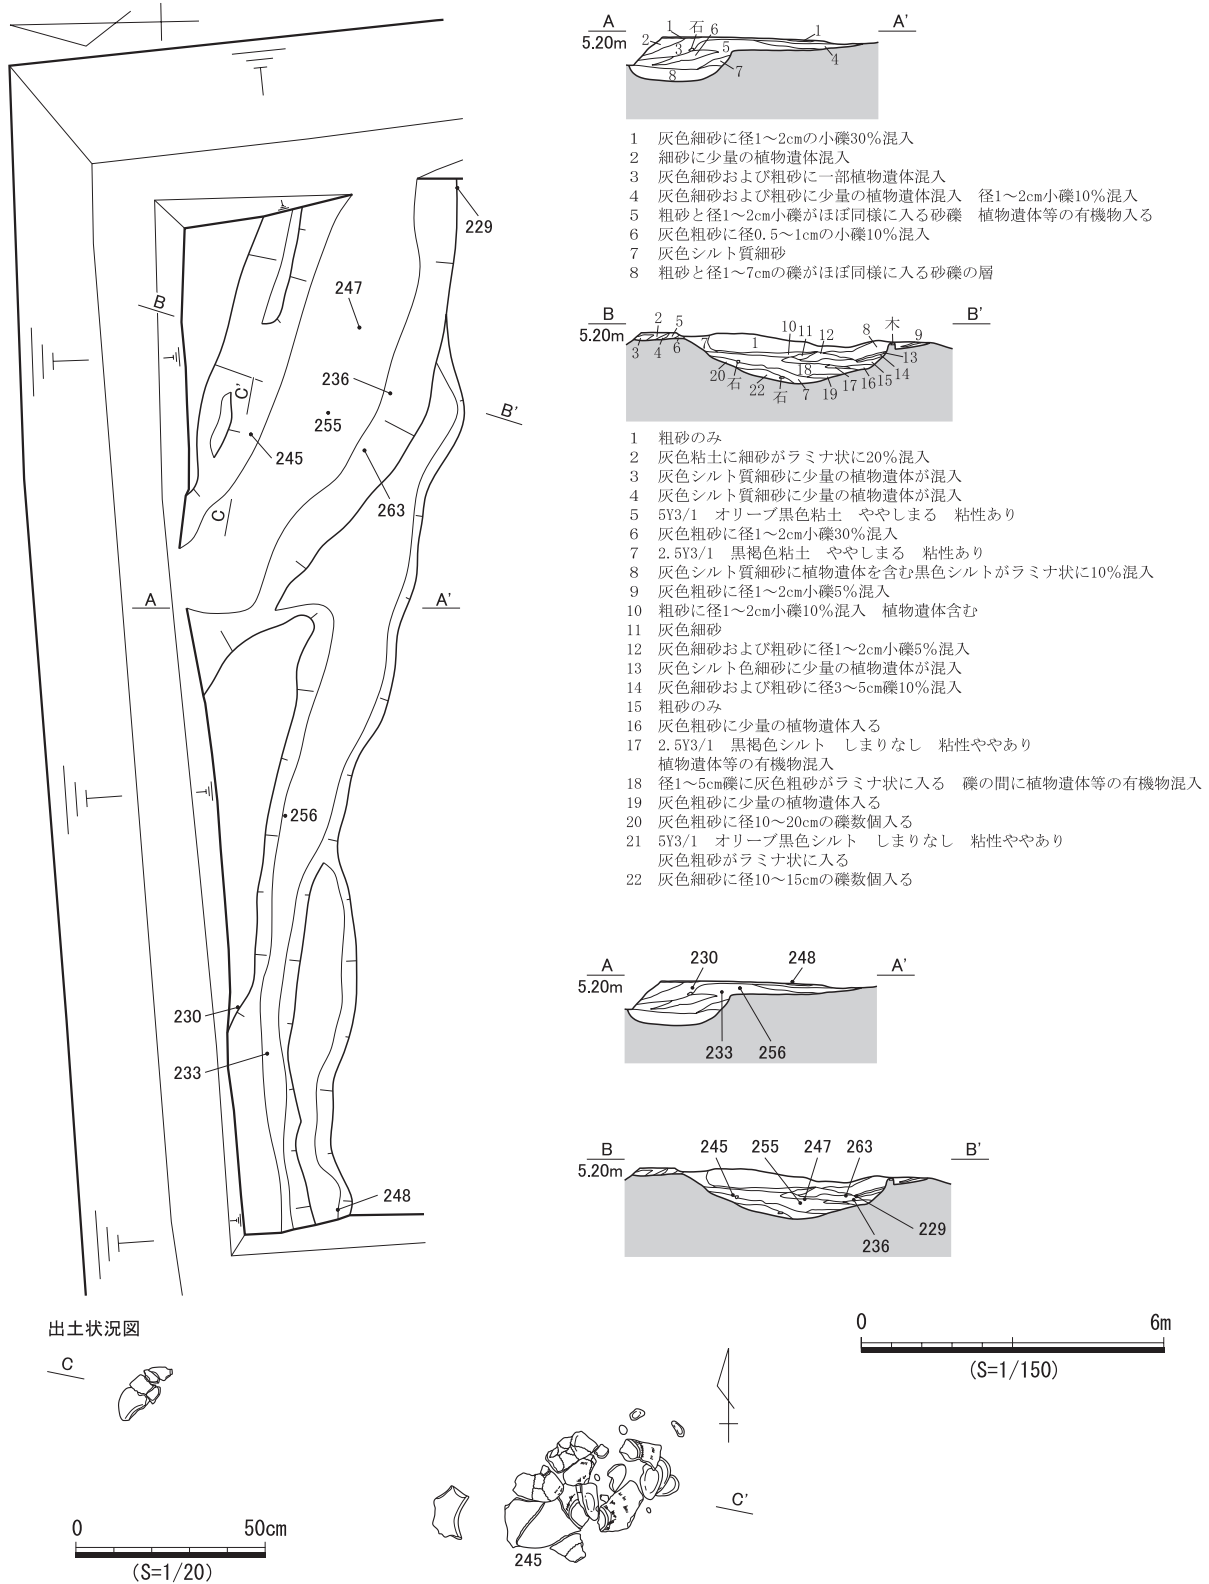 229
247
B
236
C'
B'
255
245
263
C
A
A'
256
230
233
248
A
A'
5.20m
1
石
6
1
2
3
5
4
7
8
1 灰色細砂に径1～2cmの小礫30％混入
2 細砂に少量の植物遺体混入
3 灰色細砂および粗砂に一部植物遺体混入
4 灰色細砂および粗砂に少量の植物遺体混入 径1～2cm小礫10％混入
5 粗砂と径1～2cm小礫がほぼ同様に入る砂礫 植物遺体等の有機物入る
6 灰色粗砂に径0.5～1cmの小礫10％混入
7 灰色シルト質細砂
8 粗砂と径1～7cmの礫がほぼ同様に入る砂礫の層
B
B'
5.20m
2
5
3
4
6
7
1
10
11
12
8
木
9
13
14
15
16
17
18
19
7
20
石
22
石
1 粗砂のみ
2 灰色粘土に細砂がラミナ状に20％混入
3 灰色シルト質細砂に少量の植物遺体が混入
4 灰色シルト質細砂に少量の植物遺体が混入
5 5Y3/1 オリーブ黒色粘土 ややしまる 粘性あり
6 灰色粗砂に径1～2cm小礫30％混入
7 2.5Y3/1 黒褐色粘土 ややしまる 粘性あり
8 灰色シルト質細砂に植物遺体を含む黒色シルトがラミナ状に10％混入
9 灰色粗砂に径1～2cm小礫5％混入
10 粗砂に径1～2cm小礫10％混入 植物遺体含む
11 灰色細砂
12 灰色細砂および粗砂に径1～2cm小礫5％混入
13 灰色シルト色細砂に少量の植物遺体が混入
14 灰色細砂および粗砂に径3～5cm礫10％混入
15 粗砂のみ
16 灰色粗砂に少量の植物遺体入る
17 2.5Y3/1 黒褐色シルト しまりなし 粘性ややあり
植物遺体等の有機物混入
18 径1～5cm礫に灰色粗砂がラミナ状に入る 礫の間に植物遺体等の有機物混入
19 灰色粗砂に少量の植物遺体入る
20 灰色粗砂に径10～20cmの礫数個入る
21 5Y3/1 オリーブ黒色シルト しまりなし 粘性ややあり
灰色粗砂がラミナ状に入る
22 灰色細砂に径10～15cmの礫数個入る
A
A'
5.20m
230
248
233
256
B
B'
5.20m
245
255
247
263
229
236
0 6m
(S=1/150)
出土状況図
C
C'
245
0 50cm
(S=1/20)